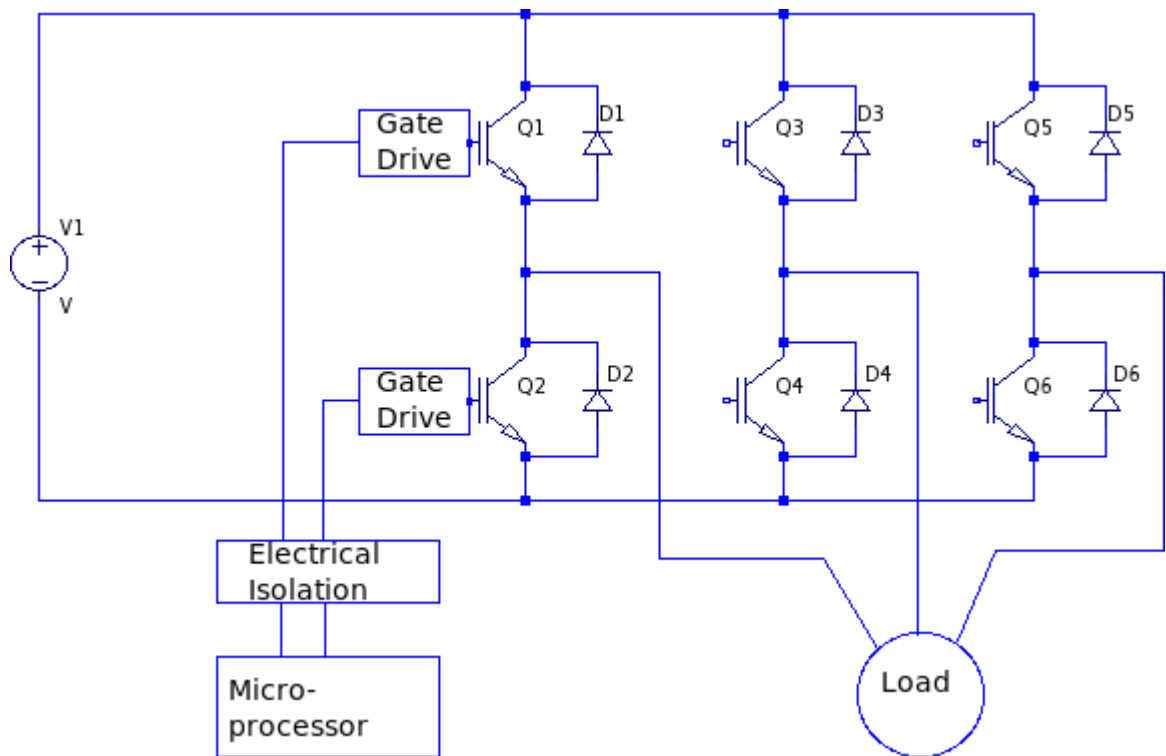 Gate
Drive
Q1
D1
Q3
D3
Q5
D5
V1
+
−
V
Gate
Drive
Q2
D2
Q4
D4
Q6
D6
Electrical
Isolation
Micro-
processor
Load